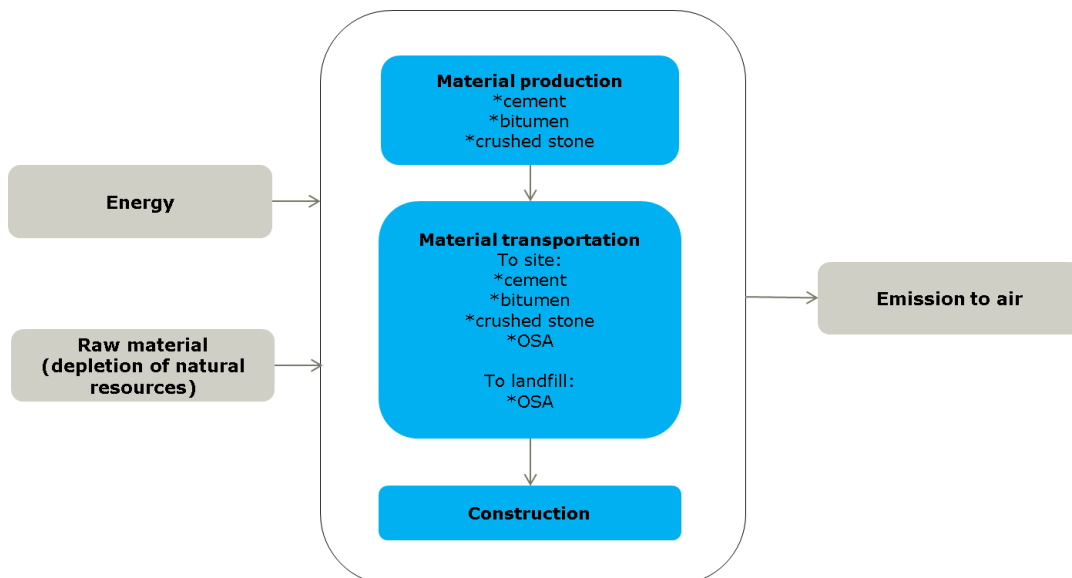 Material production
*cement
*bitumen
*crushed stone
Energy
Material transportation
To site:
*cement
*bitumen
*crushed stone
*OSA
To landfill:
*OSA
Raw material
(depletion of natural
resources)
Emission to air
Construction